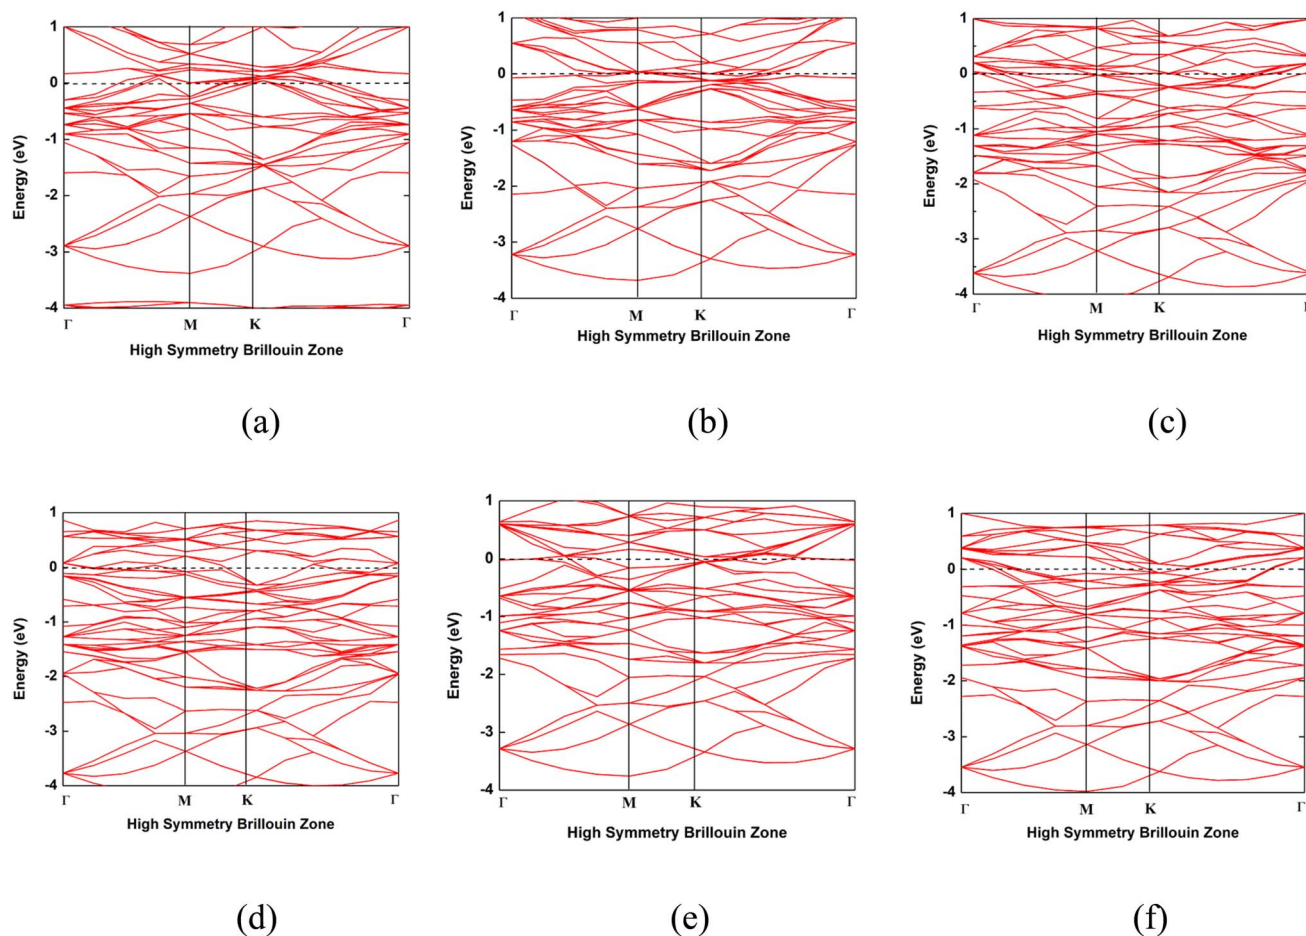 1
0
-1
-2
-3
-4
Energy (eV)
Γ M K Γ
High Symmetry Brillouin Zone
(a)
1
0
-1
-2
-3
-4
Energy (eV)
Γ M K Γ
High Symmetry Brillouin Zone
(b)
1
0
-1
-2
-3
-4
Energy (eV)
Γ M K Γ
High Symmetry Brillouin Zone
(c)
1
0
-1
-2
-3
-4
Energy (eV)
Γ M K Γ
High Symmetry Brillouin Zone
(d)
1
0
-1
-2
-3
-4
Energy (eV)
Γ M K Γ
High Symmetry Brillouin Zone
(e)
1
0
-1
-2
-3
-4
Energy (eV)
Γ M K Γ
High Symmetry Brillouin Zone
(f)